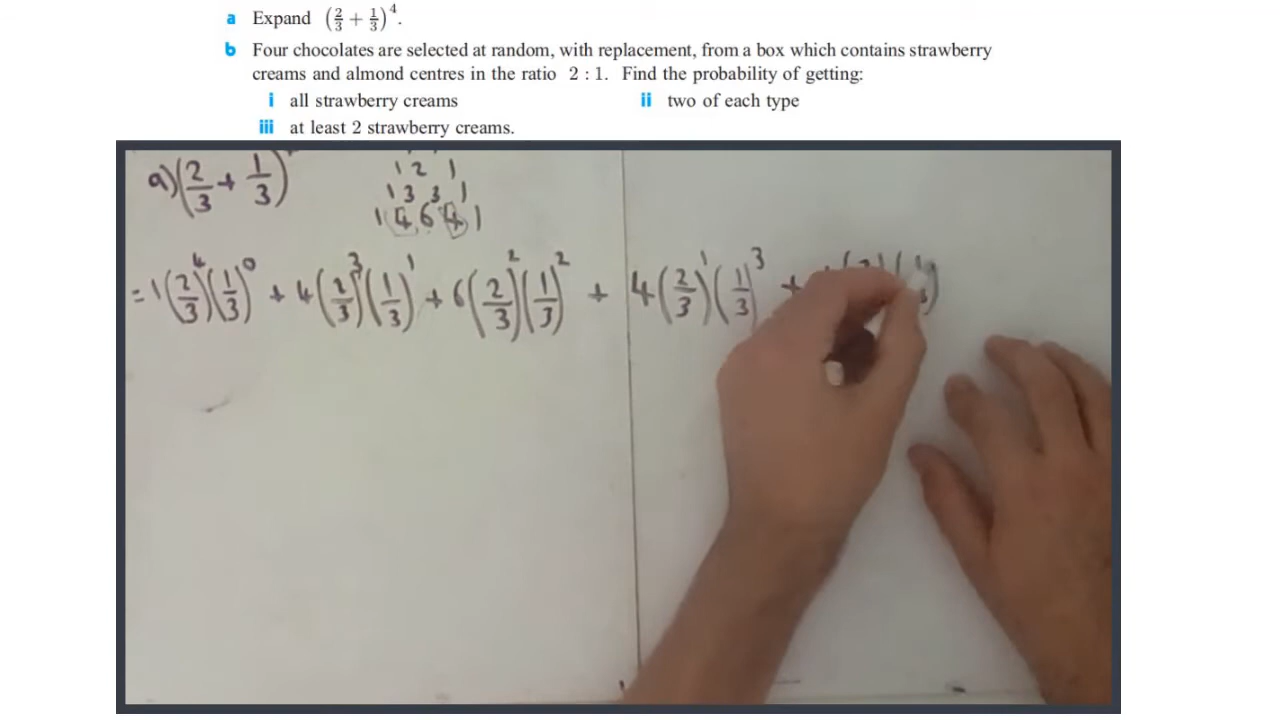 a Expand (2/3 + 1/3)^4.
b Four chocolates are selected at random, with replacement, from a box which contains strawberry
creams and almond centres in the ratio 2 : 1. Find the probability of getting:
i all strawberry creams ii two of each type
iii at least 2 strawberry creams.
1 2 1
a) (2/3 + 1/3)
1 3 3 1
1 4 6 4 1
= 1(2/3)^4(1/3)^0 + 4(2/3)^3(1/3)^1 + 6(2/3)^2(1/3)^2 + 4(2/3)^1(1/3)^3 +